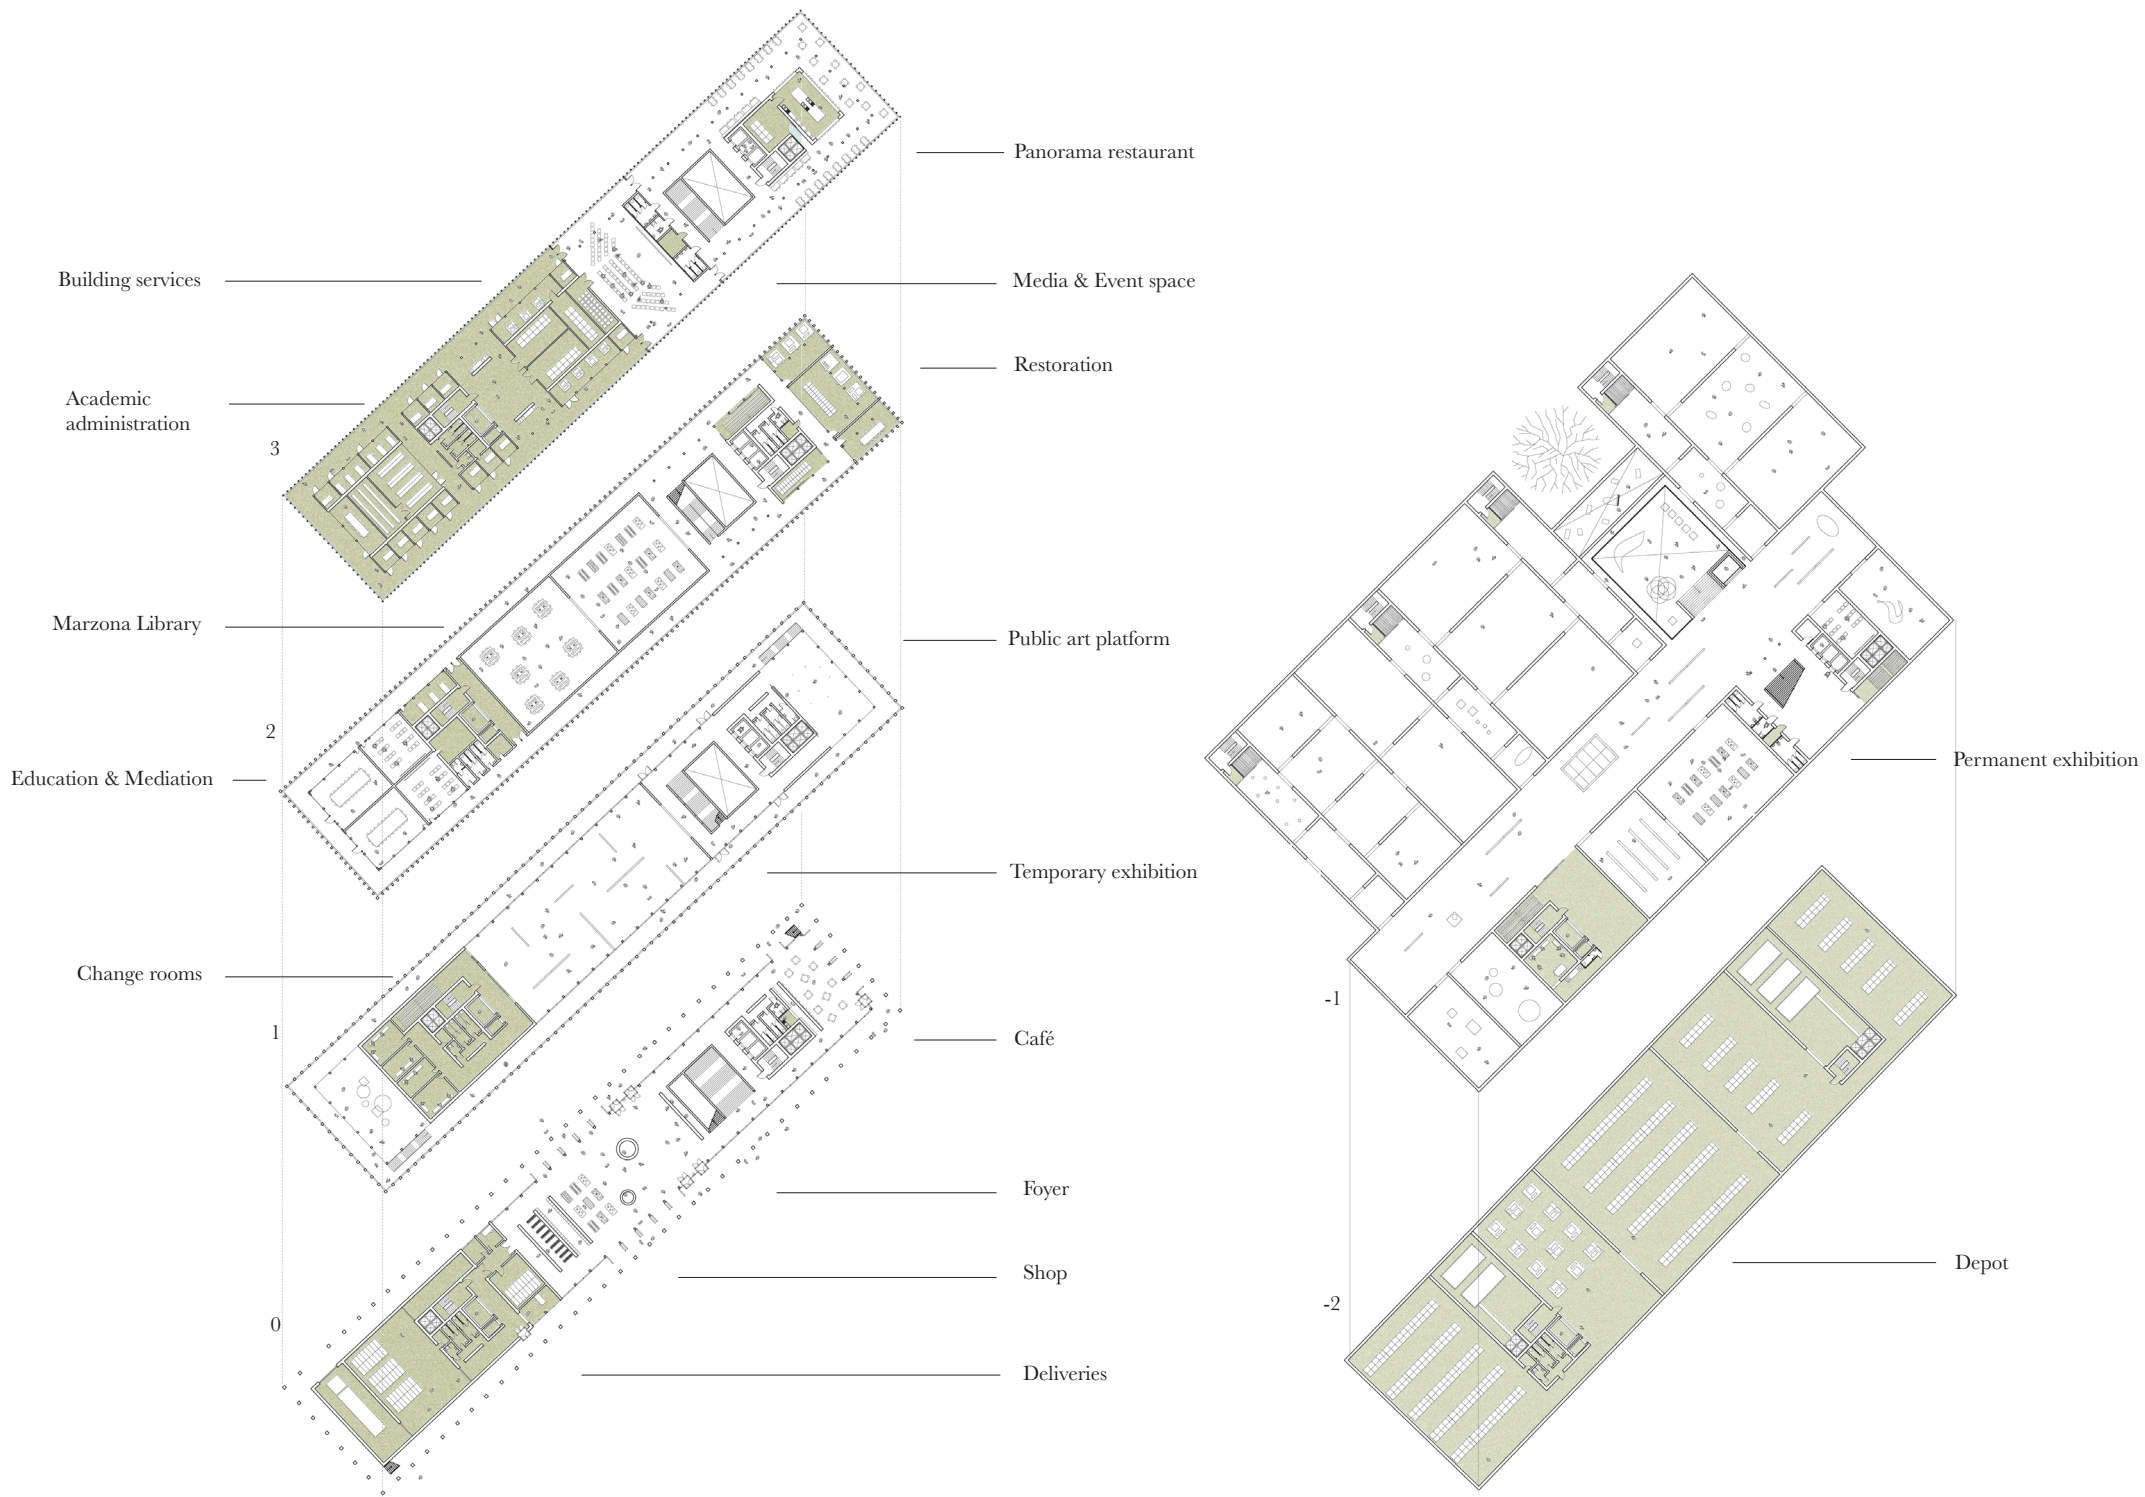 Panorama restaurant
Building services
Media & Event space
Restoration
Academic
administration
3
Marzona Library
Public art platform
2
Education & Mediation
Permanent exhibition
Temporary exhibition
Change rooms
-1
1
Café
Foyer
Depot
Shop
-2
0
Deliveries